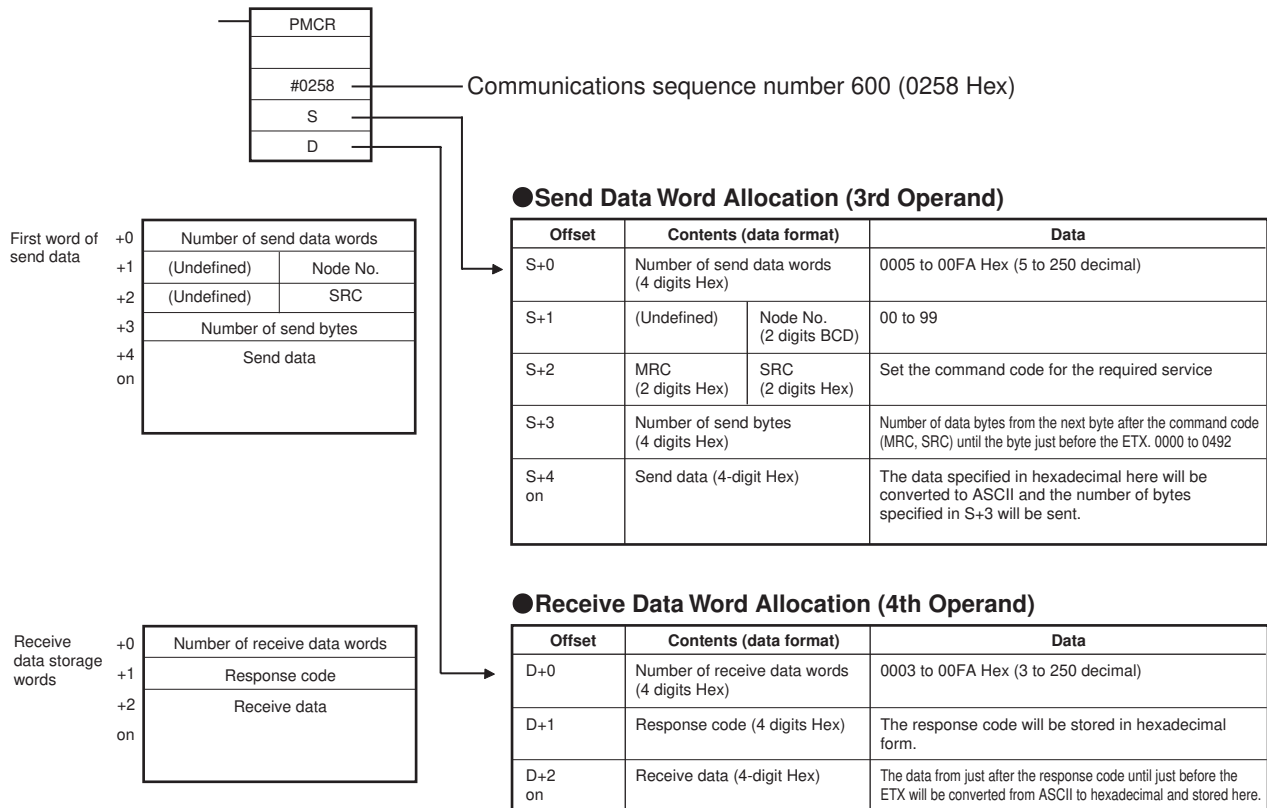 PMCR
#0258
Communications sequence number 600 (0258 Hex)
S
D
First word of
send data
+0
Number of send data words
+1
(Undefined)
Node No.
+2
(Undefined)
SRC
+3
Number of send bytes
+4
on
Send data
●Send Data Word Allocation (3rd Operand)
Offset
Contents (data format)
Data
S+0
Number of send data words
(4 digits Hex)
0005 to 00FA Hex (5 to 250 decimal)
S+1
(Undefined)
Node No.
(2 digits BCD)
00 to 99
S+2
MRC
(2 digits Hex)
SRC
(2 digits Hex)
Set the command code for the required service
S+3
Number of send bytes
(4 digits Hex)
Number of data bytes from the next byte after the command code
(MRC, SRC) until the byte just before the ETX. 0000 to 0492
S+4
on
Send data (4-digit Hex)
The data specified in hexadecimal here will be
converted to ASCII and the number of bytes
specified in S+3 will be sent.
Receive
data storage
words
+0
Number of receive data words
+1
Response code
+2
on
Receive data
●Receive Data Word Allocation (4th Operand)
Offset
Contents (data format)
Data
D+0
Number of receive data words
(4 digits Hex)
0003 to 00FA Hex (3 to 250 decimal)
D+1
Response code (4 digits Hex)
The response code will be stored in hexadecimal
form.
D+2
on
Receive data (4-digit Hex)
The data from just after the response code until just before the
ETX will be converted from ASCII to hexadecimal and stored here.